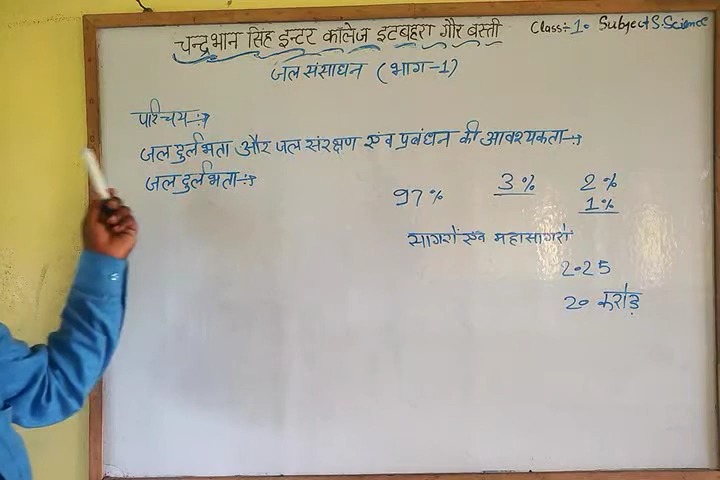 चन्द्रभान सिंह इन्टर कॉलेज इटबहरा गौर बस्ती
Class÷10 Subject S.Science
जल संसाधन (भाग-1)
परिचय÷→
जल दुर्लभता और जल संरक्षण एंव प्रबंधन की आवश्यकता÷→
जल दुर्लभता÷→
97% 3% 2%
1%
सागरों एंव महासागरों
2.25
20 करोड़